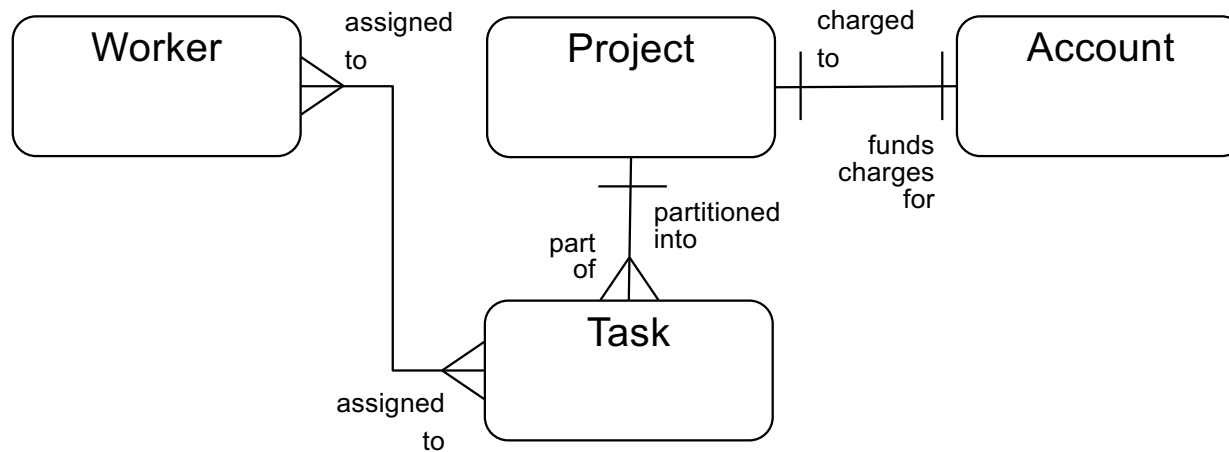 Worker
assigned
to
Project
charged
to
Account
funds
charges
for
partitioned
into
part
of
Task
assigned
to